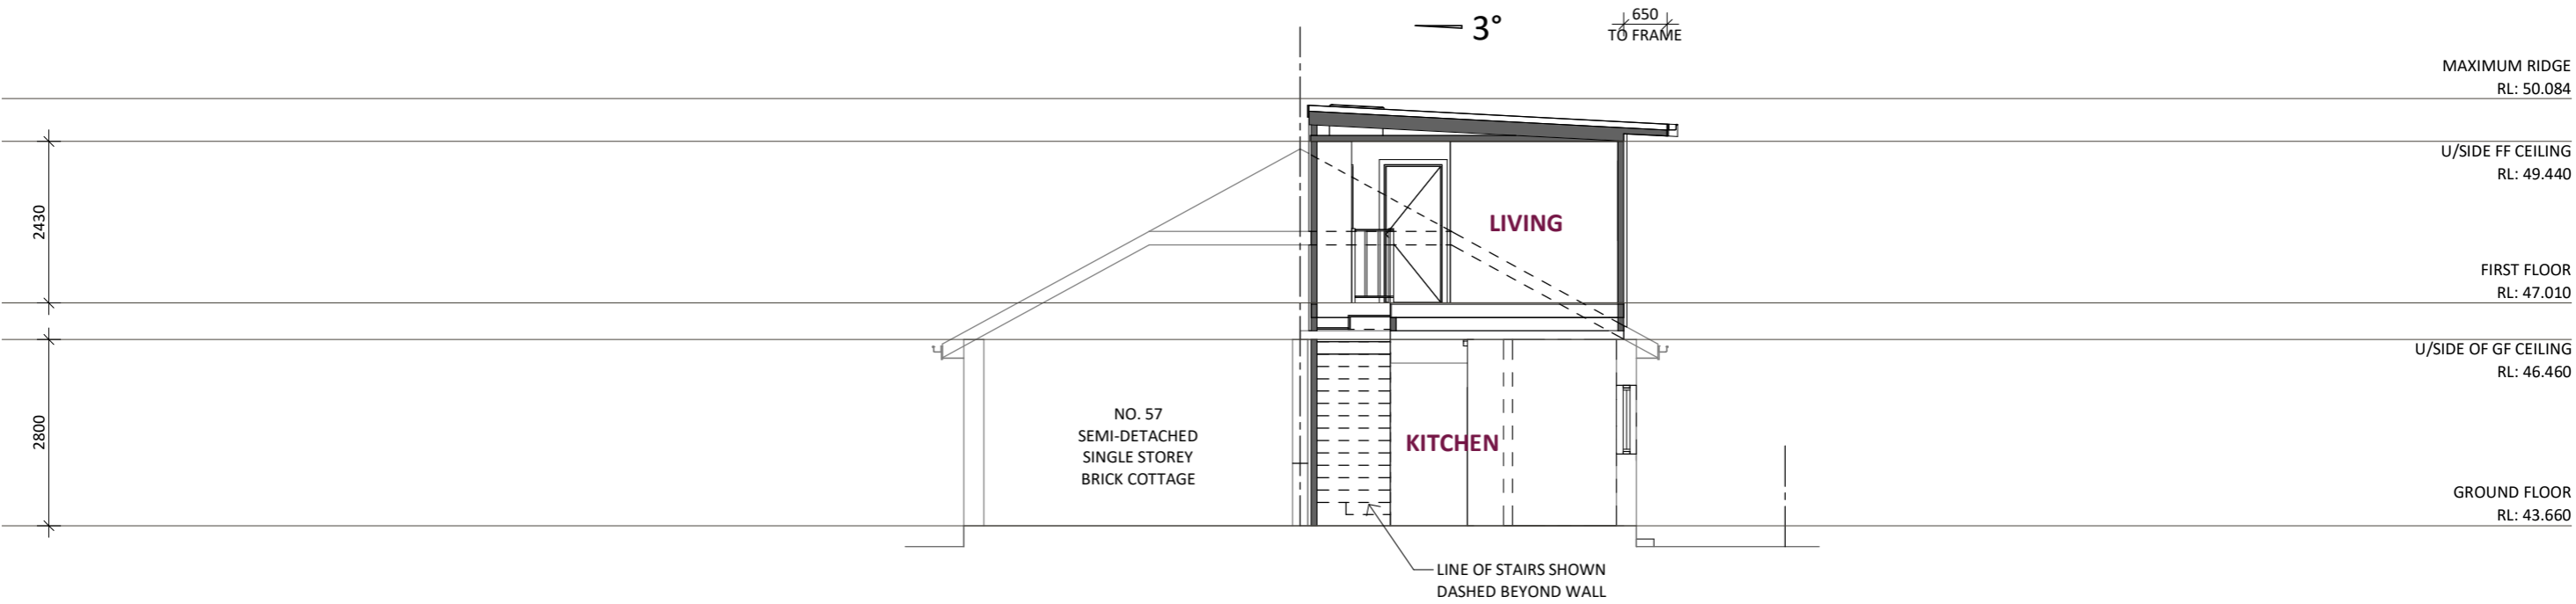 3°
650
TO FRAME
MAXIMUM RIDGE
RL: 50.084
U/SIDE FF CEILING
RL: 49.440
2430
LIVING
FIRST FLOOR
RL: 47.010
U/SIDE OF GF CEILING
RL: 46.460
2800
NO. 57
SEMI-DETACHED
SINGLE STOREY
BRICK COTTAGE
KITCHEN
GROUND FLOOR
RL: 43.660
LINE OF STAIRS SHOWN
DASHED BEYOND WALL